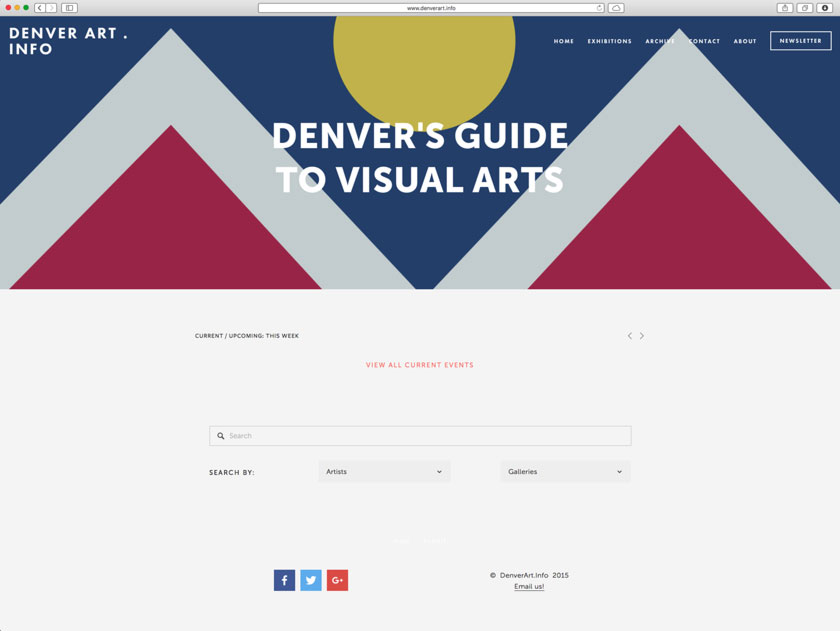 www.denverart.info
DENVER ART .
INFO
HOME EXHIBITIONS ARCHIVE CONTACT ABOUT NEWSLETTER
DENVER'S GUIDE
TO VISUAL ARTS
CURRENT / UPCOMING: THIS WEEK
VIEW ALL CURRENT EVENTS
Search
SEARCH BY: Artists Galleries
f G+
© DenverArt.Info 2015
Email us!